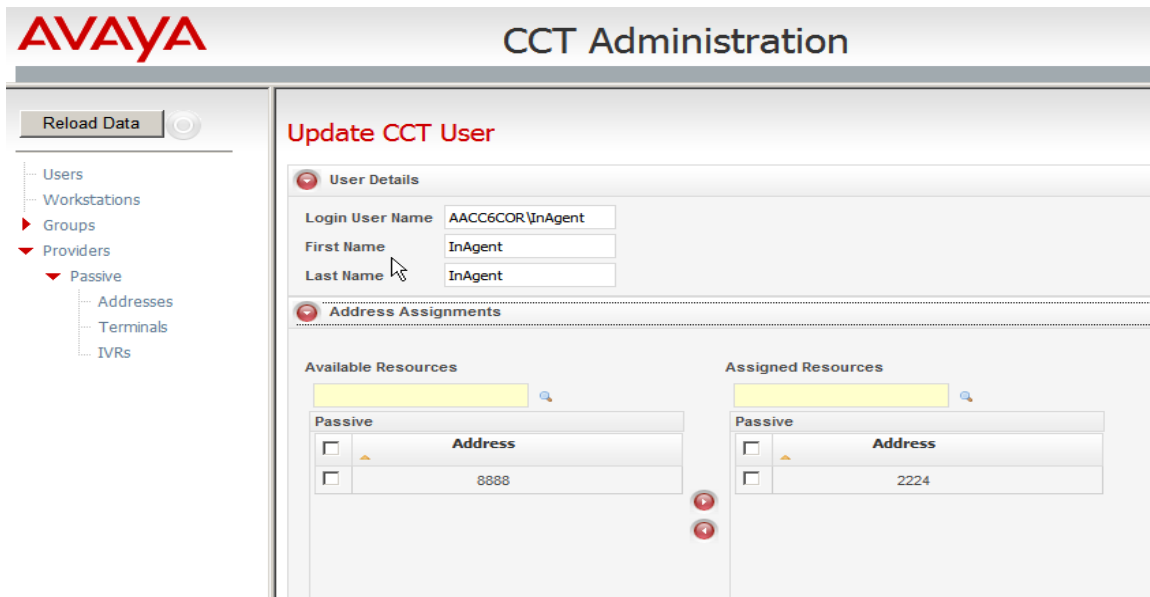 AVAYA
CCT Administration
Reload Data
Users
Workstations
Groups
Providers
Passive
Addresses
Terminals
IVRs
Update CCT User
User Details
Login User Name AACC6COR\InAgent
First Name InAgent
Last Name InAgent
Address Assignments
Available Resources
Passive
Address
8888
Assigned Resources
Passive
Address
2224